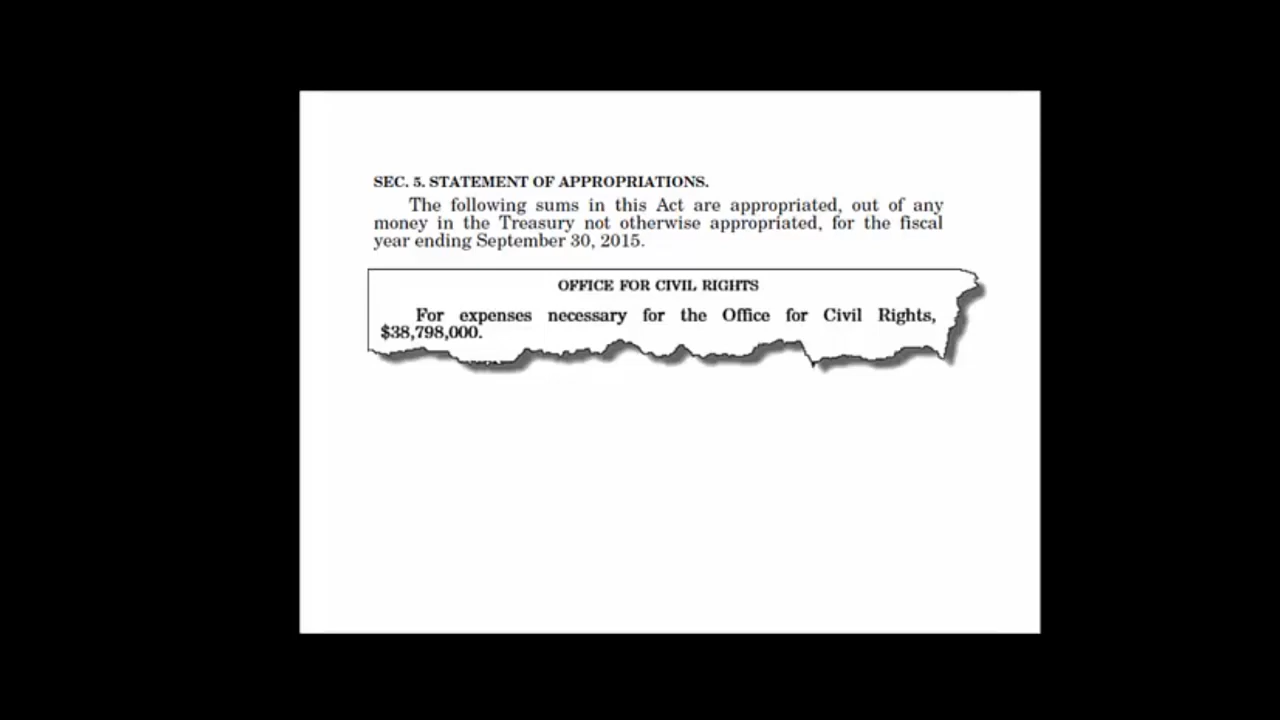 SEC. 5. STATEMENT OF APPROPRIATIONS.
The following sums in this Act are appropriated, out of any
money in the Treasury not otherwise appropriated, for the fiscal
year ending September 30, 2015.
OFFICE FOR CIVIL RIGHTS
For expenses necessary for the Office for Civil Rights,
$38,798,000.